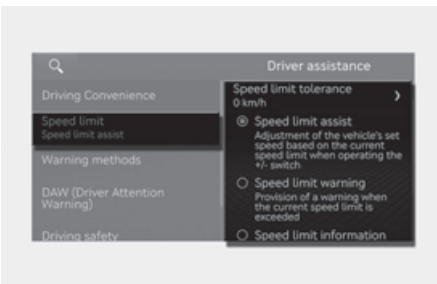 Driver assistance
Driving Convenience
Speed limit
Speed limit assist
Warning methods
DAW (Driver Attention
Warning)
Driving safety
Speed limit tolerance
0 km/h
Speed limit assist
Adjustment of the vehicle's set
speed based on the current
speed limit when operating the
+/- switch
Speed limit warning
Provision of a warning when
the current speed limit is
exceeded
Speed limit information